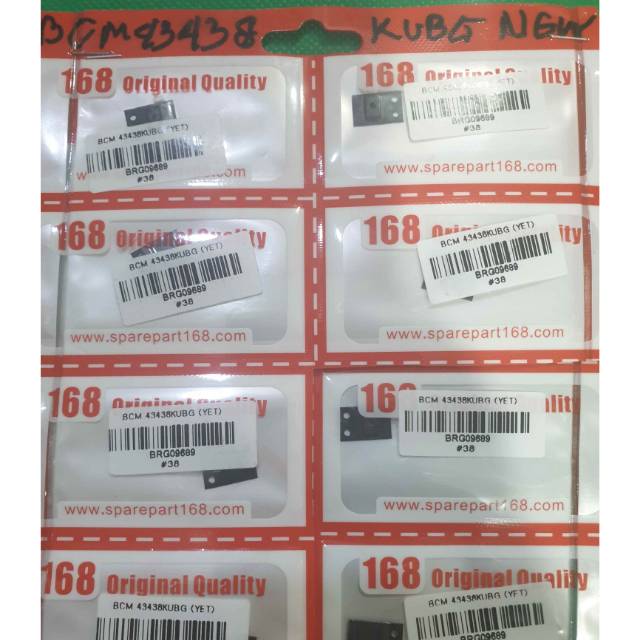 BCM43438 KUBG NEW
168 Original Quality
BCM 43438KUBG (YET)
BRG09689
#38
168 Original
BCM 43438KUBG (YET)
BRG09689
#38
www.sparepart168.com
168 Original Quality
BCM 43438KUBG (YET)
BRG09689
#38
www.sparepart168.com
168 Original Quality
BCM 43438KUBG (YET)
BRG09689
#38
www.sparepart168.com
168 Original Quality
BCM 43438KUBG (YET)
BRG09689
#38
www.sparepart168.com
168
BCM 43438KUBG (YET)
BRG09689
#38
www.sparepart168.com
168 Original Quality
BCM 43438KUBG (YET)
168 Original Quality
BCM 43438KUBG (YET)
BRG09689